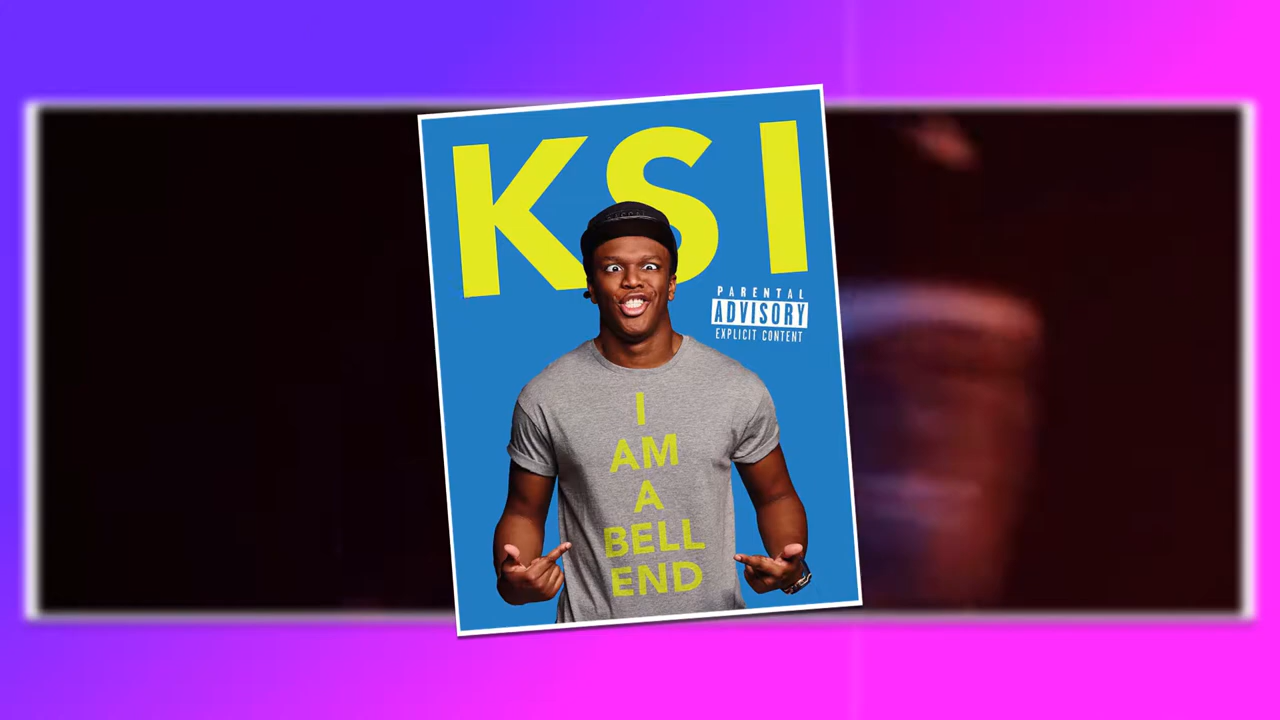 KSI
PARENTAL
ADVISORY
EXPLICIT CONTENT
I
AM
A
BELL
END